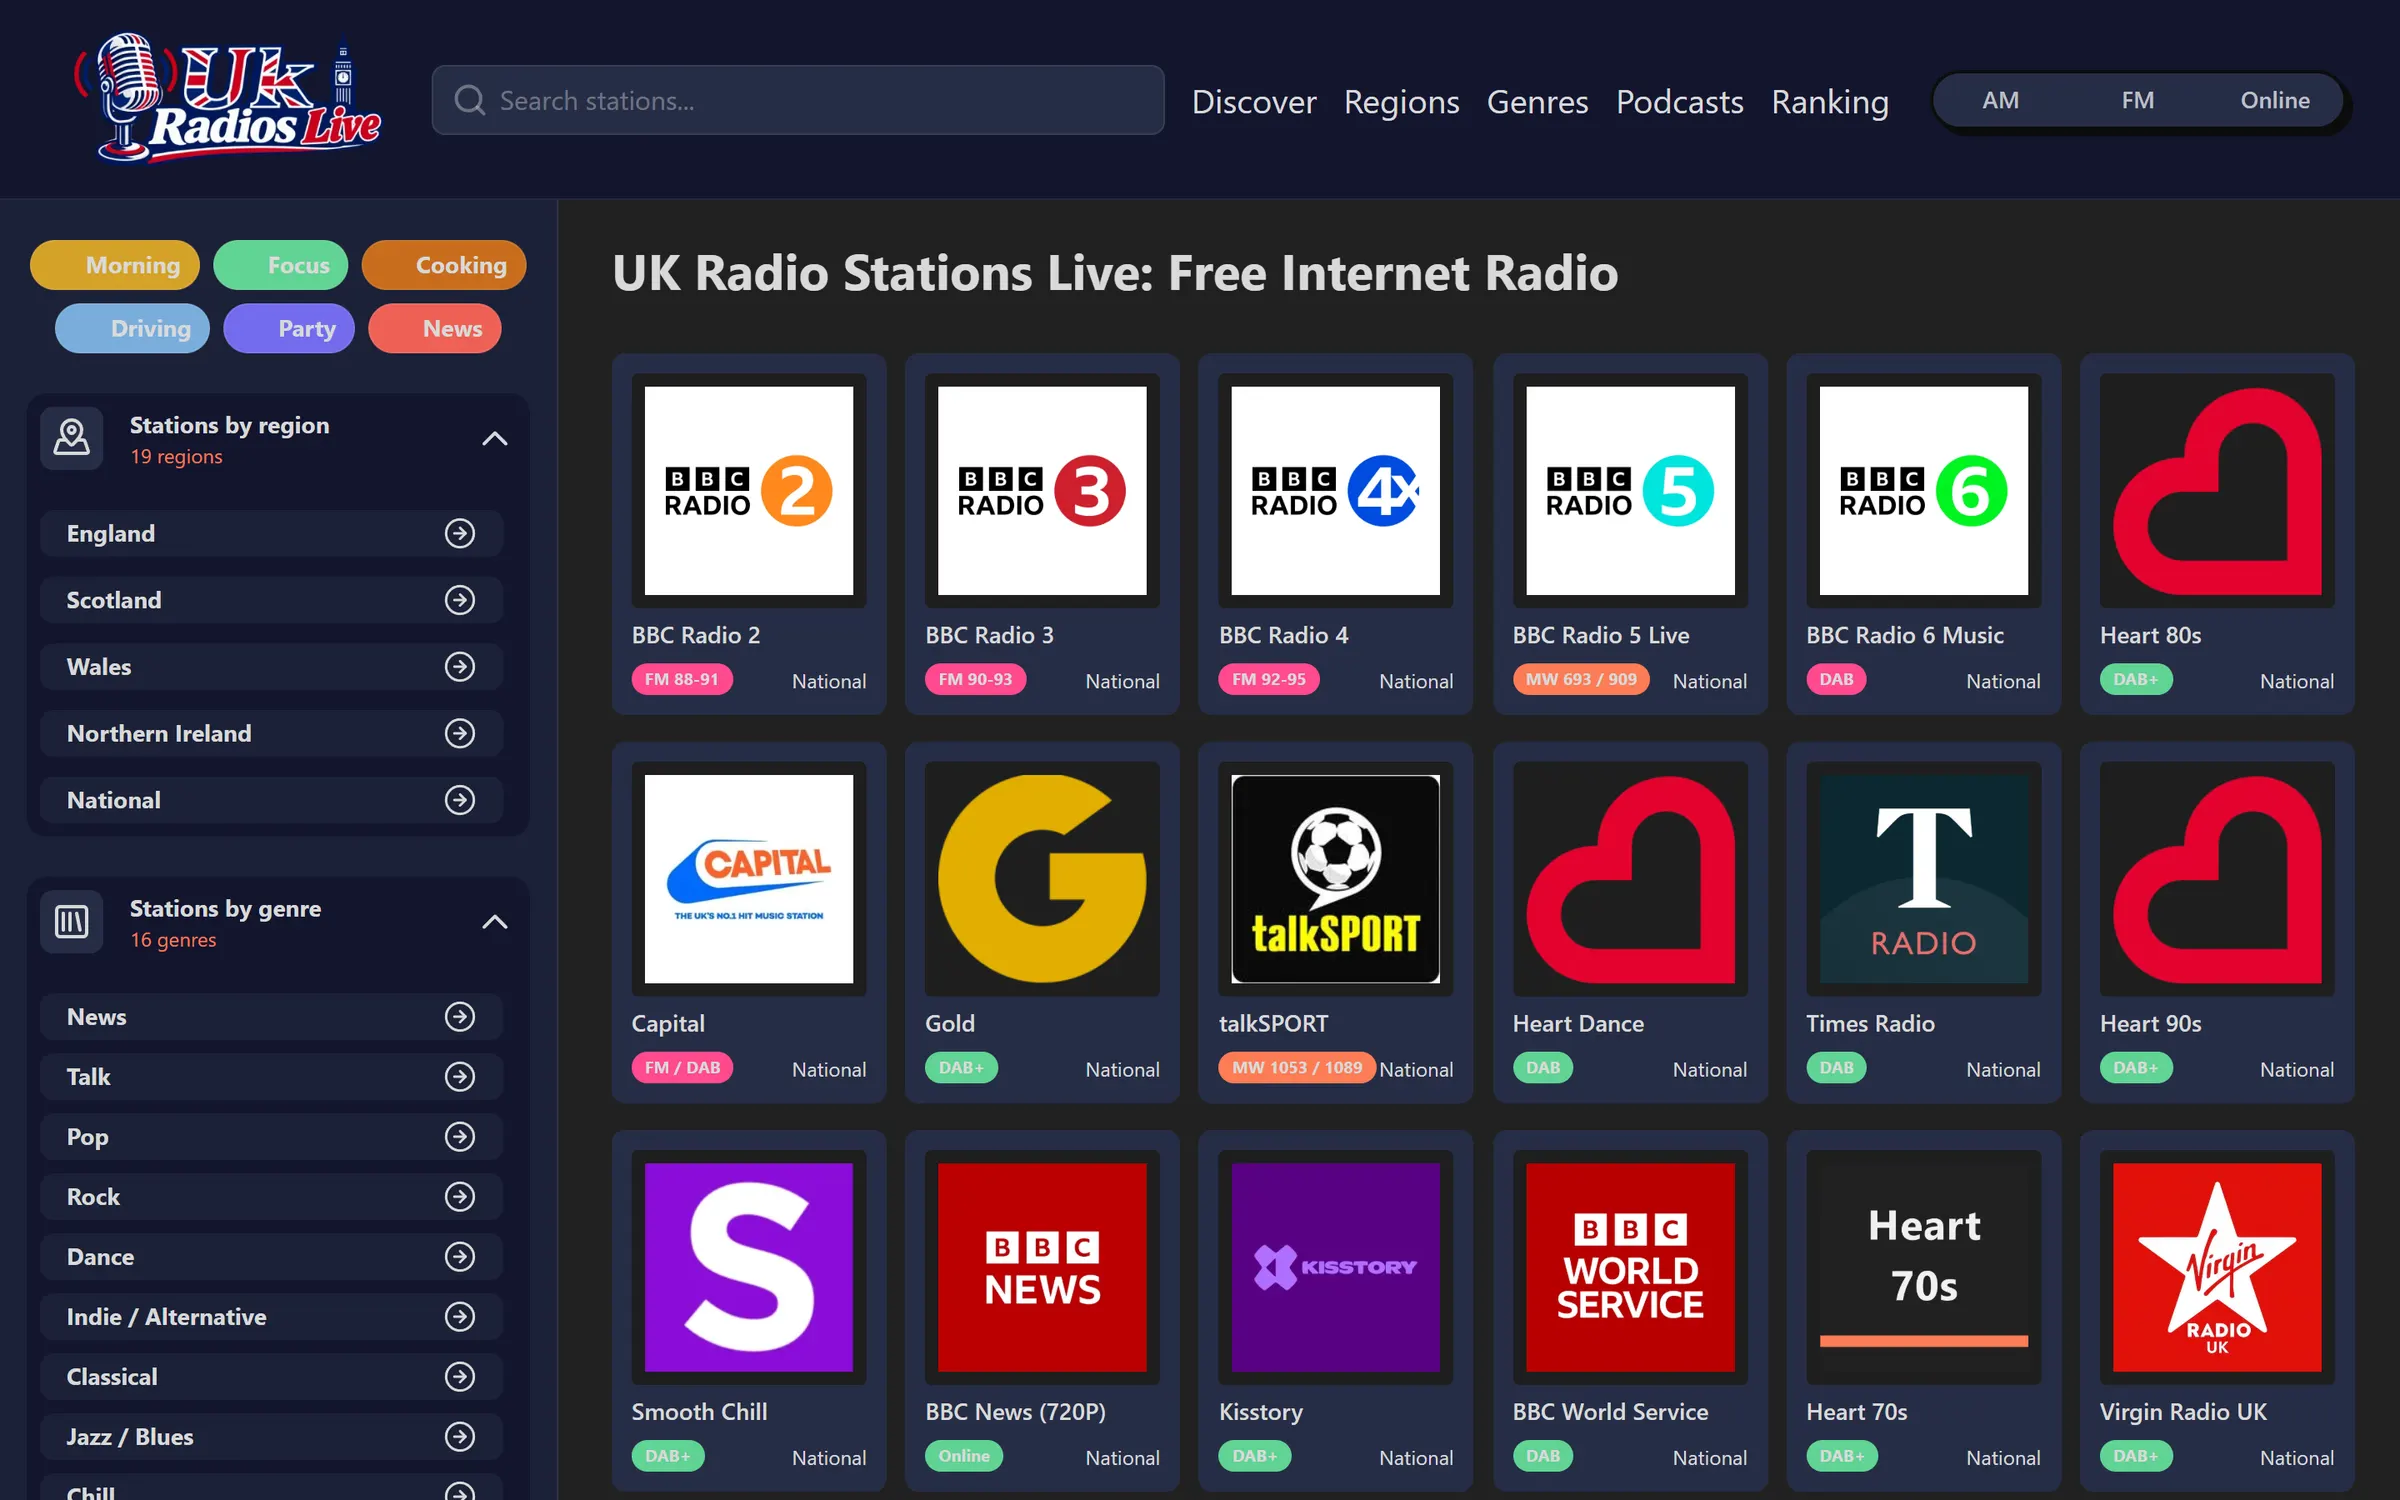 Uk
Radios Live
Search stations...
Discover
Regions
Genres
Podcasts
Ranking
AM
FM
Online
Morning
Focus
Cooking
Driving
Party
News
Stations by region
19 regions
England
Scotland
Wales
Northern Ireland
National
Stations by genre
16 genres
News
Talk
Pop
Rock
Dance
Indie / Alternative
Classical
Jazz / Blues
Chill
UK Radio Stations Live: Free Internet Radio
BBC
RADIO 2
BBC Radio 2
FM 88-91 National
BBC
RADIO 3
BBC Radio 3
FM 90-93 National
BBC
RADIO 4x
BBC Radio 4
FM 92-95 National
BBC
RADIO 5
BBC Radio 5 Live
MW 693 / 909 National
BBC
RADIO 6
BBC Radio 6 Music
DAB National
Heart 80s
DAB+ National
CAPITAL
THE UK'S NO.1 HIT MUSIC STATION
Capital
FM / DAB National
G
Gold
DAB+ National
talkSPORT
talkSPORT
MW 1053 / 1089 National
Heart Dance
DAB National
T
RADIO
Times Radio
DAB National
Heart 90s
DAB+ National
S
Smooth Chill
DAB+ National
BBC
NEWS
BBC News (720P)
Online National
KISSTORY
Kisstory
DAB+ National
BBC
WORLD
SERVICE
BBC World Service
DAB National
Heart
70s
Heart 70s
DAB+ National
Virgin
RADIO
UK
Virgin Radio UK
DAB+ National